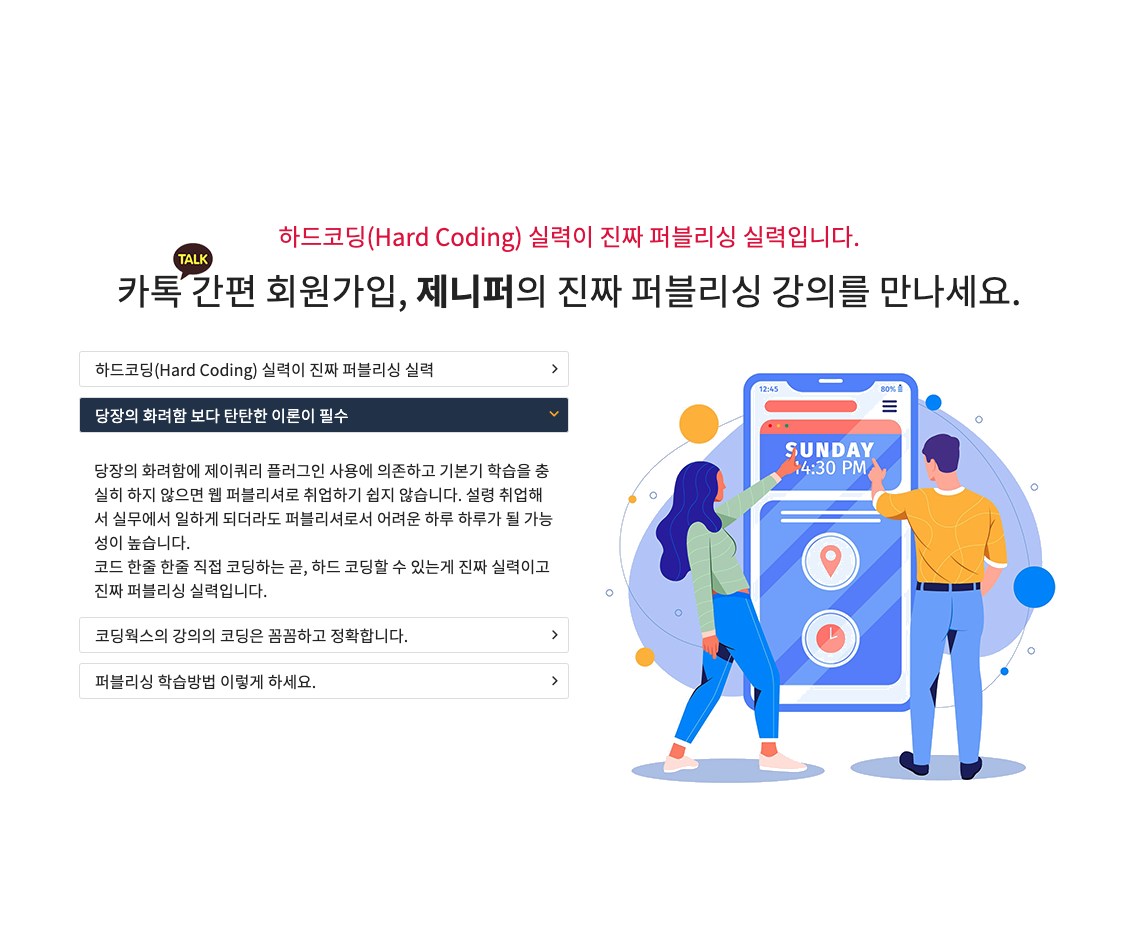 하드코딩(Hard Coding) 실력이 진짜 퍼블리싱 실력입니다.
TALK
카톡 간편 회원가입, 제니퍼의 진짜 퍼블리싱 강의를 만나세요.
하드코딩(Hard Coding) 실력이 진짜 퍼블리싱 실력
당장의 화려함 보다 탄탄한 이론이 필수
당장의 화려함에 제이쿼리 플러그인 사용에 의존하고 기본기 학습을 충
실히 하지 않으면 웹 퍼블리셔로 취업하기 쉽지 않습니다. 설령 취업해
서 실무에서 일하게 되더라도 퍼블리셔로서 어려운 하루 하루가 될 가능
성이 높습니다.
코드 한줄 한줄 직접 코딩하는 곧, 하드 코딩할 수 있는게 진짜 실력이고
진짜 퍼블리싱 실력입니다.
코딩웍스의 강의의 코딩은 꼼꼼하고 정확합니다.
퍼블리싱 학습방법 이렇게 하세요.
12:45
80%
SUNDAY
14:30 PM